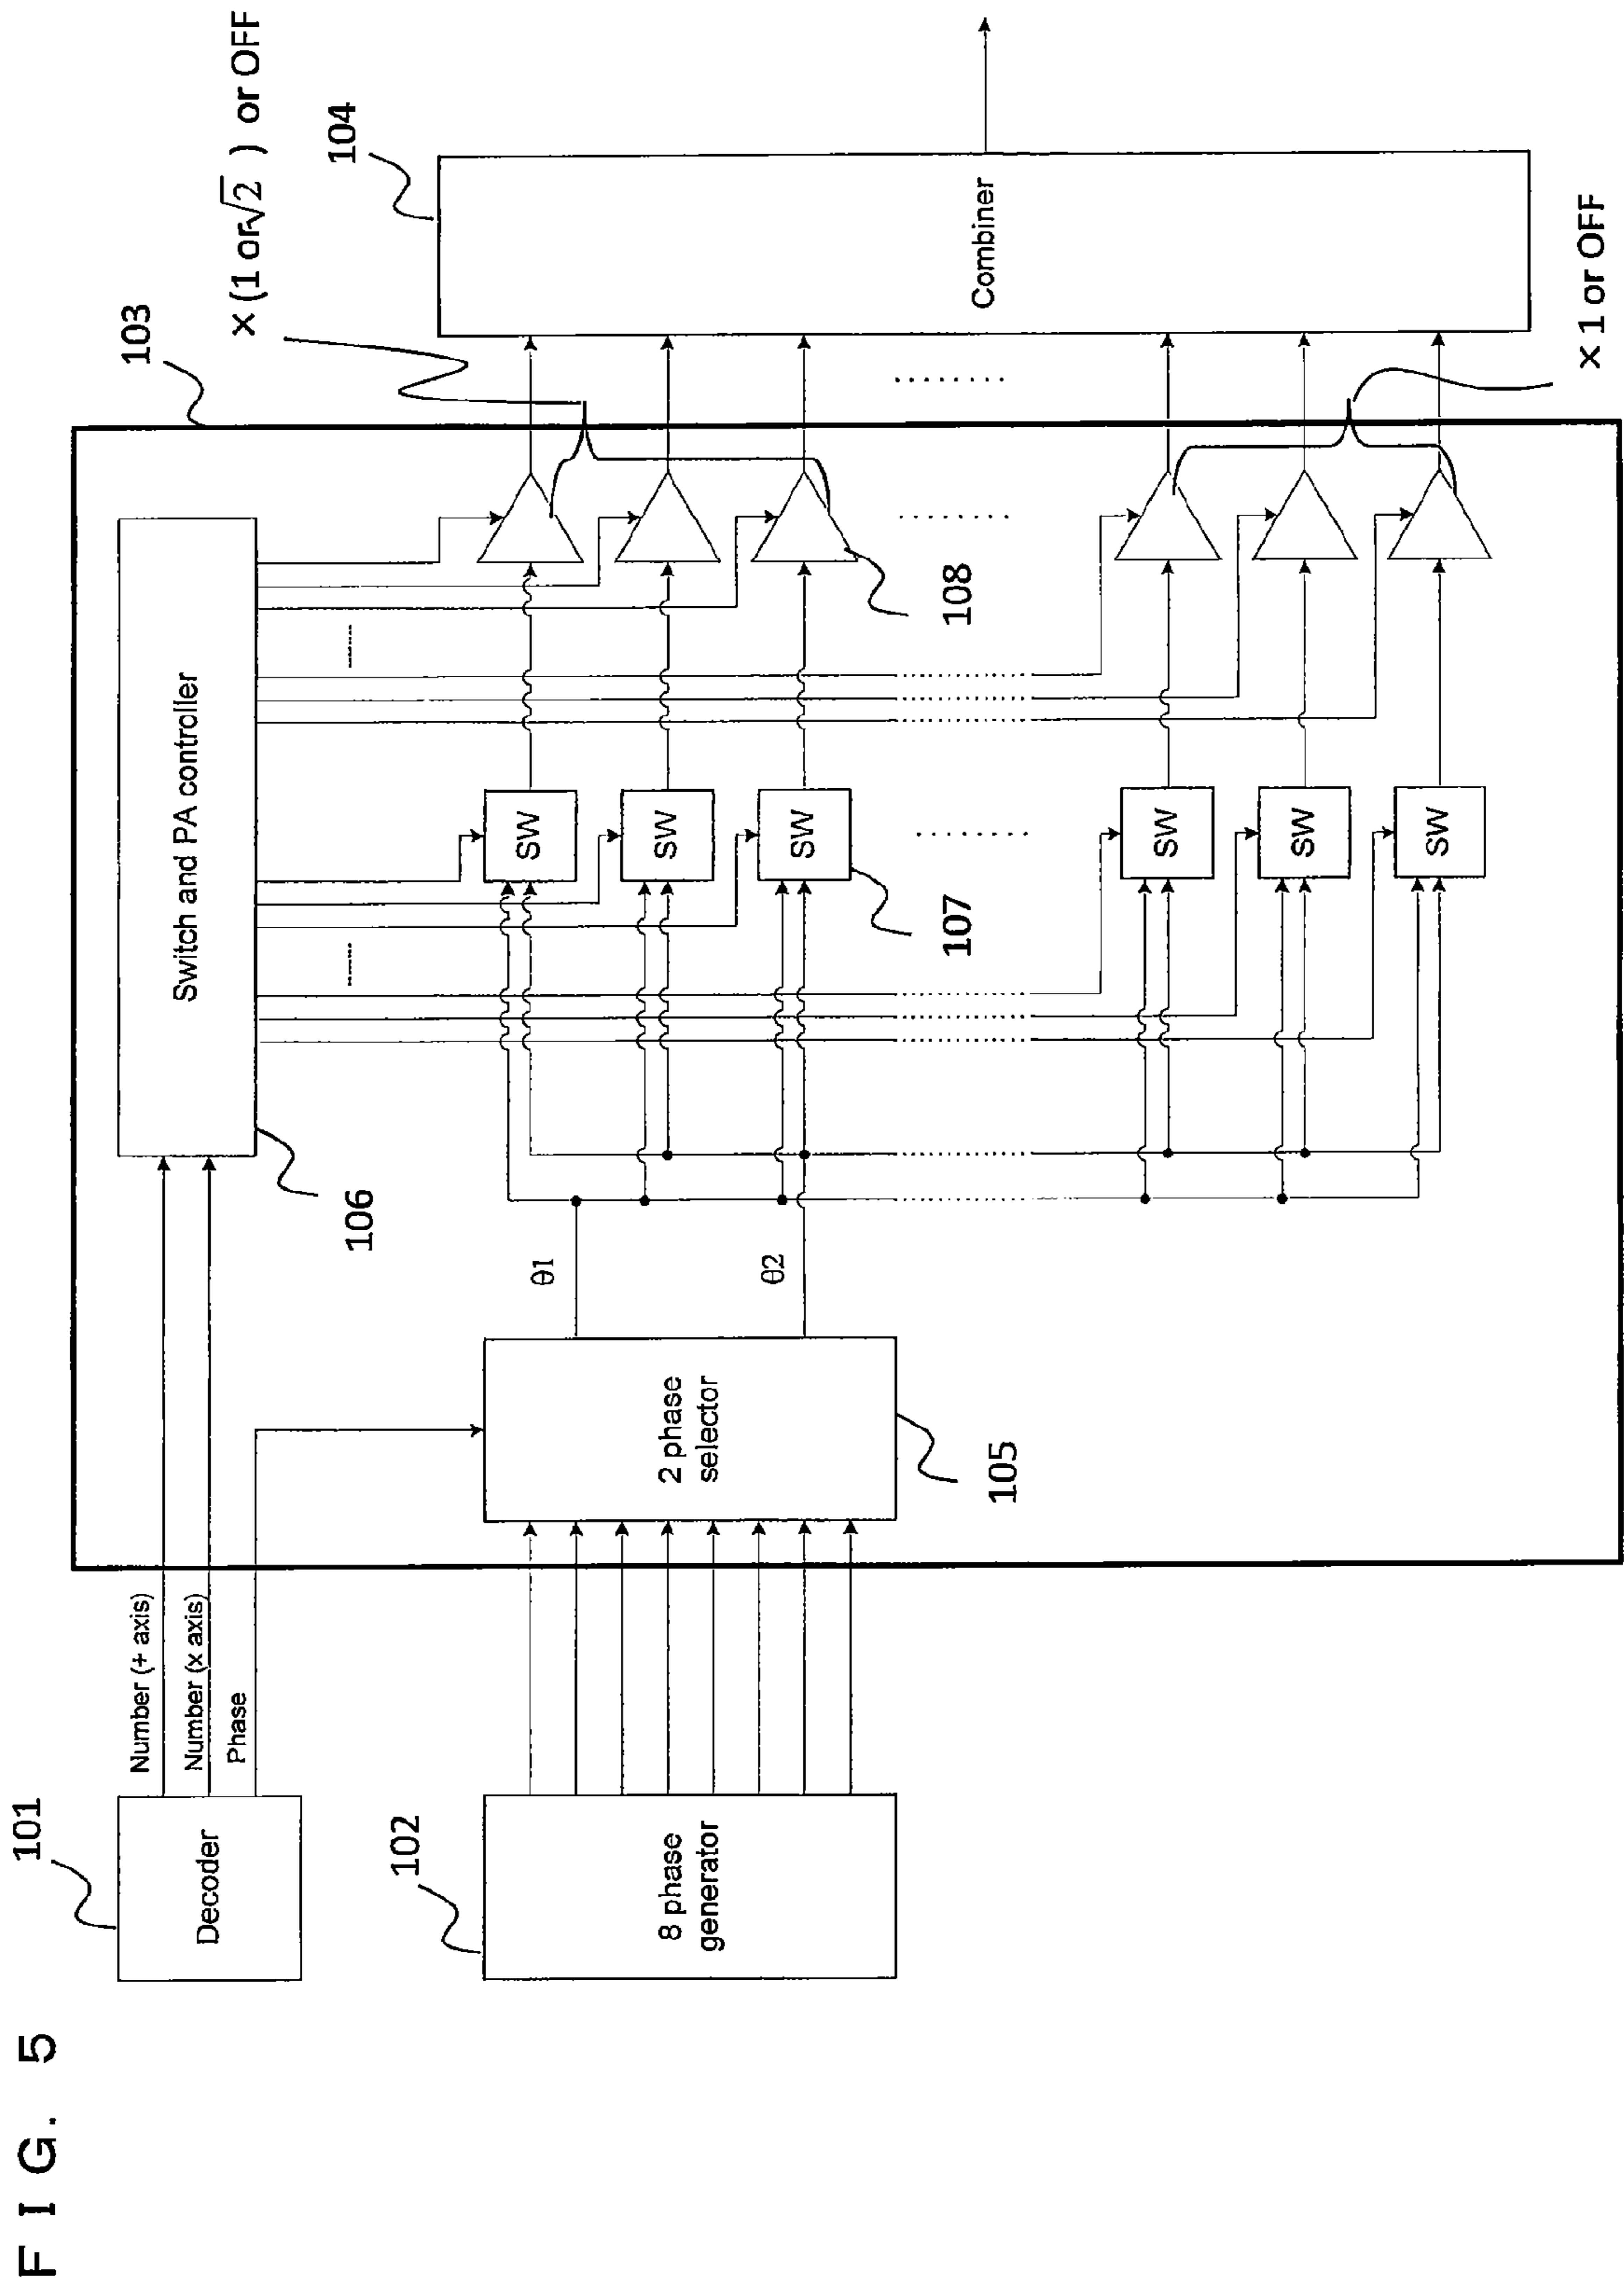 FIG. 5
101
Decoder
Number (+ axis)
Number (x axis)
Phase
102
8 phase
generator
103
106
Switch and PA controller
105
2 phase
selector
θ1
θ2
107
SW
SW
SW
SW
SW
SW
108
× (1 or √2 ) or OFF
× 1 or OFF
104
Combiner